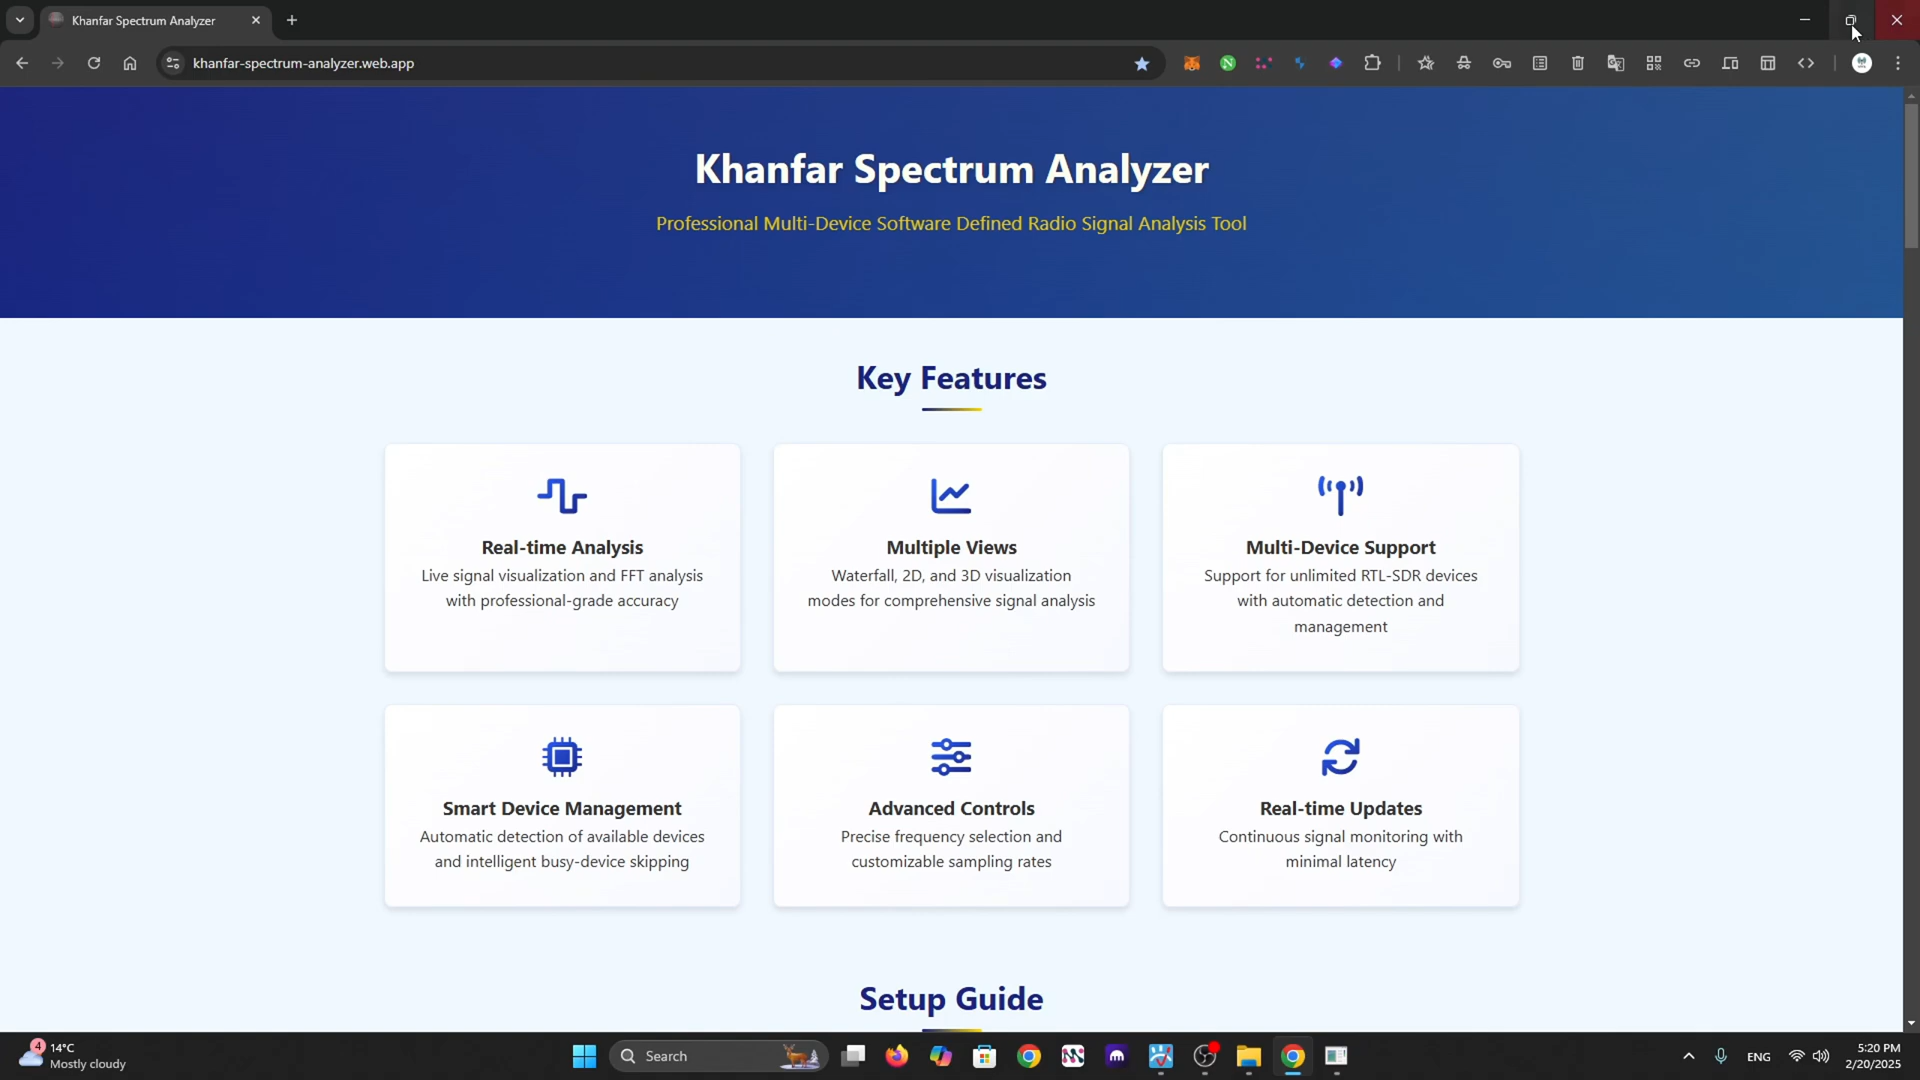 Khanfar Spectrum Analyzer
khanfar-spectrum-analyzer.web.app
Khanfar Spectrum Analyzer
Professional Multi-Device Software Defined Radio Signal Analysis Tool
Key Features
Real-time Analysis
Live signal visualization and FFT analysis
with professional-grade accuracy
Multiple Views
Waterfall, 2D, and 3D visualization
modes for comprehensive signal analysis
Multi-Device Support
Support for unlimited RTL-SDR devices
with automatic detection and
management
Smart Device Management
Automatic detection of available devices
and intelligent busy-device skipping
Advanced Controls
Precise frequency selection and
customizable sampling rates
Real-time Updates
Continuous signal monitoring with
minimal latency
Setup Guide
4
14°C
Mostly cloudy
Search
ENG
5:20 PM
2/20/2025